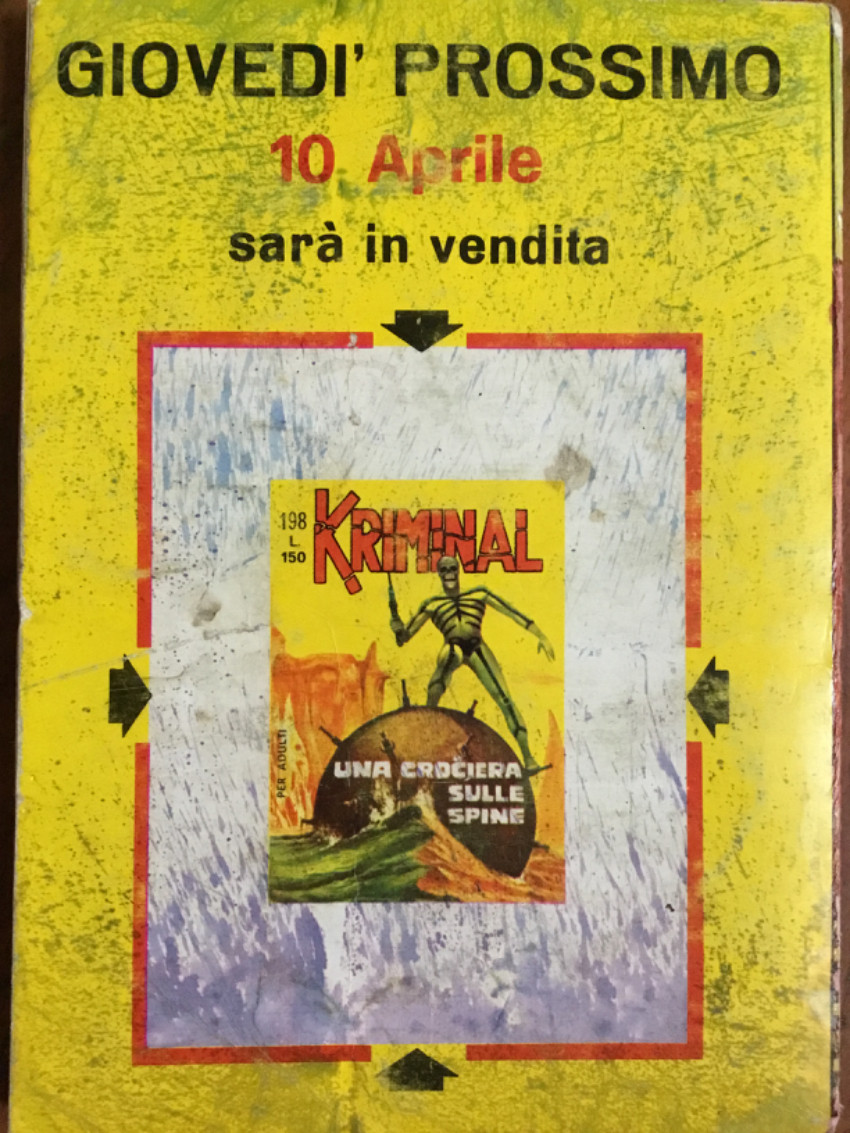 GIOVEDI' PROSSIMO
10 Aprile
sarà in vendita
198
L.
150
KRIMINAL
PER ADULTI
UNA CROCIERA
SULLE
SPINE